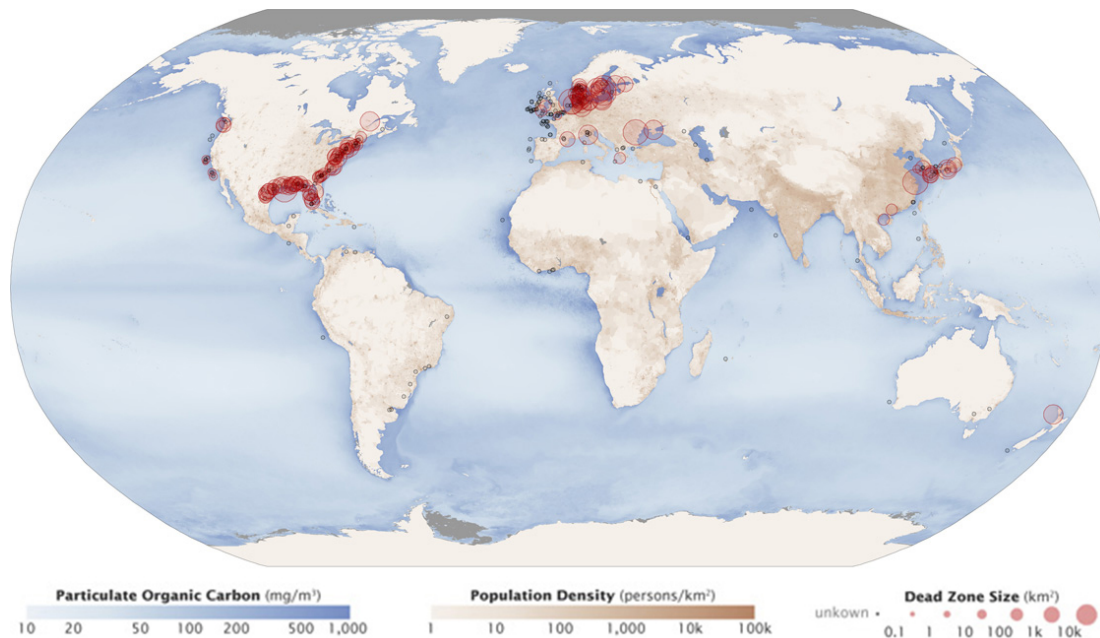 Particulate Organic Carbon (mg/m³)
10 20 50 100 200 500 1,000
Population Density (persons/km²)
1 10 100 1,000 10k 100k
Dead Zone Size (km²)
unkown
0.1 1 10 100 1k 10k